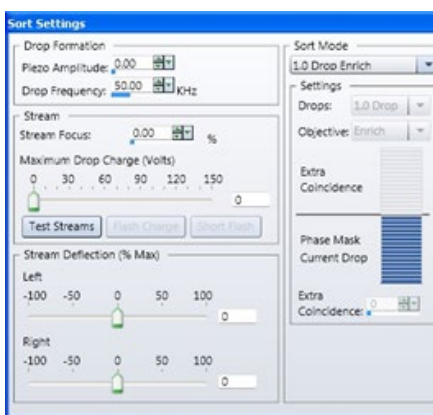 Sort Settings
Drop Formation
Piezo Amplitude: 0.00
Drop Frequency: 50.00 KHz
Stream
Stream Focus: 0.00 %
Maximum Drop Charge (Volts)
0 30 60 90 120 150
0
Test Streams Flash Charge Short Flash
Stream Deflection (% Max)
Left
-100 -50 0 50 100
0
Right
-100 -50 0 50 100
0
Sort Mode
1.0 Drop Enrich
Settings
Drops: 1.0 Drop
Objective: Enrich
Extra
Coincidence
Phase Mask
Current Drop
Extra
Coincidence: 0